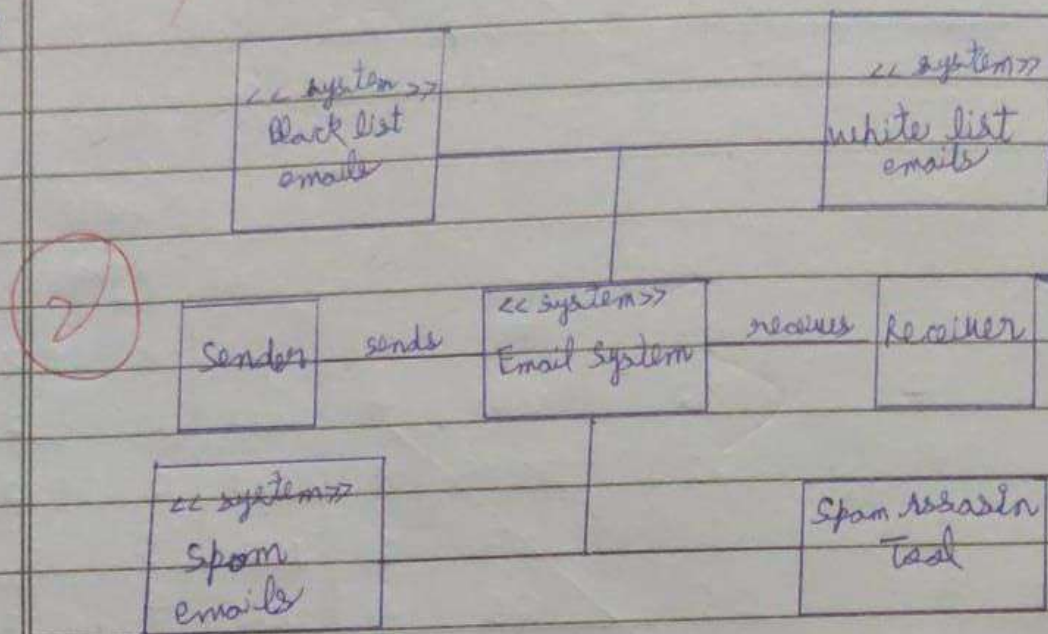 << system >>
Black list
emails
<< system >>
white list
emails
2
Sender
sends
<< system >>
Email System
receives
Receiver
<< system >>
Spam
emails
Spam Assasin
Tool